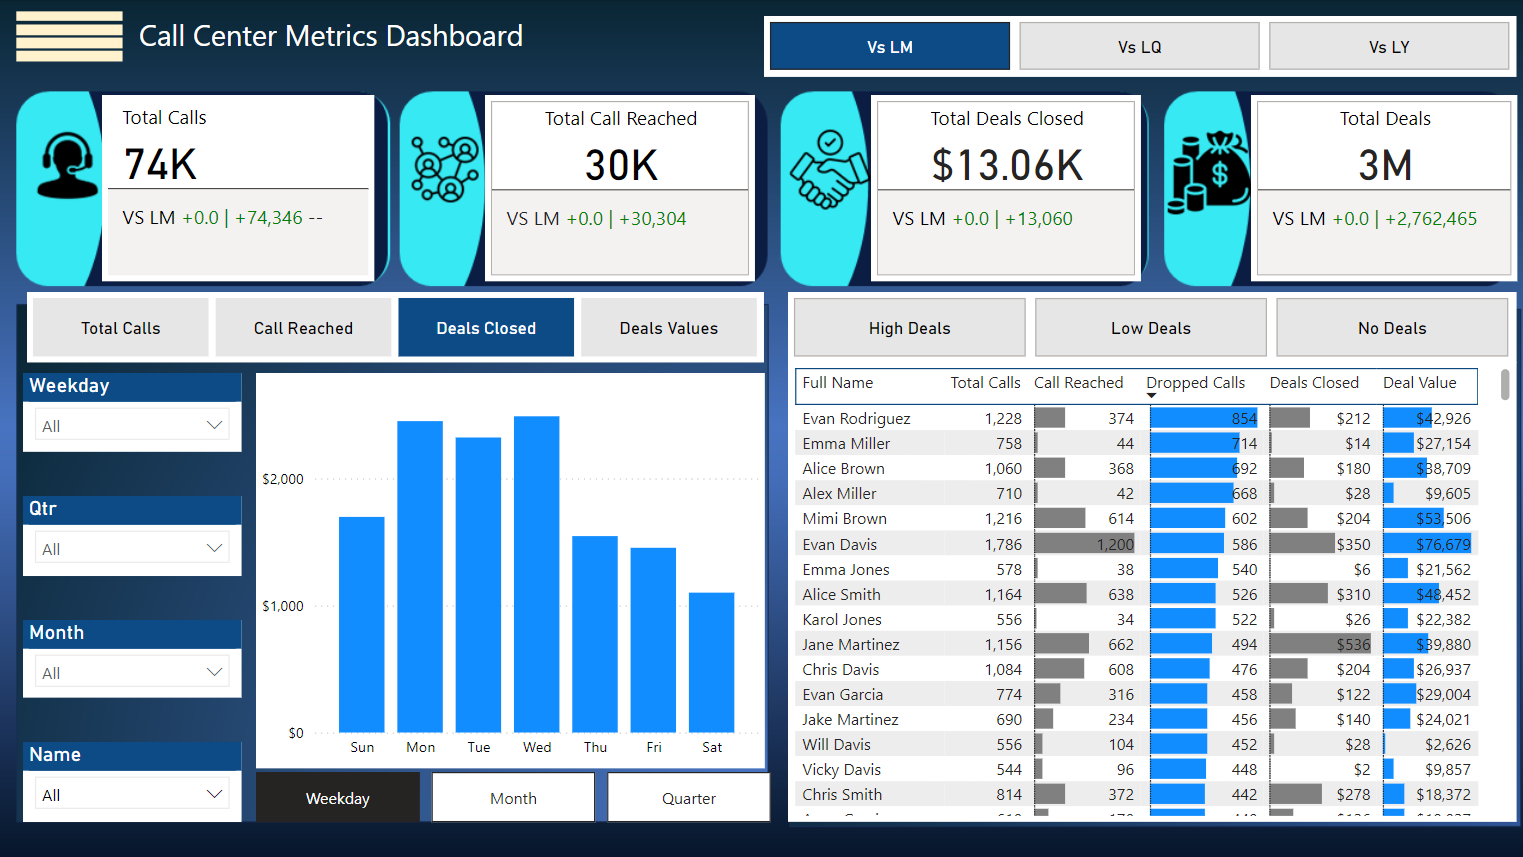 Call Center Metrics Dashboard
Vs LM
Vs LQ
Vs LY
Total Calls
74K
VS LM +0.0 | +74,346 --
Total Call Reached
30K
VS LM +0.0 | +30,304
Total Deals Closed
$13.06K
VS LM +0.0 | +13,060
Total Deals
3M
VS LM +0.0 | +2,762,465
Total Calls
Call Reached
Deals Closed
Deals Values
Weekday
All
Qtr
All
Month
All
Name
All
$2,000
$1,000
$0
Sun Mon Tue Wed Thu Fri Sat
Weekday
Month
Quarter
High Deals
Low Deals
No Deals
Full Name Total Calls Call Reached Dropped Calls Deals Closed Deal Value
Evan Rodriguez 1,228 374 854 $212 $42,926
Emma Miller 758 44 714 $14 $27,154
Alice Brown 1,060 368 692 $180 $38,709
Alex Miller 710 42 668 $28 $9,605
Mimi Brown 1,216 614 602 $204 $53,506
Evan Davis 1,786 1,200 586 $350 $76,679
Emma Jones 578 38 540 $6 $21,562
Alice Smith 1,164 638 526 $310 $48,452
Karol Jones 556 34 522 $26 $22,382
Jane Martinez 1,156 662 494 $536 $39,880
Chris Davis 1,084 608 476 $204 $26,937
Evan Garcia 774 316 458 $122 $29,004
Jake Martinez 690 234 456 $140 $24,021
Will Davis 556 104 452 $28 $2,626
Vicky Davis 544 96 448 $2 $9,857
Chris Smith 814 372 442 $278 $18,372